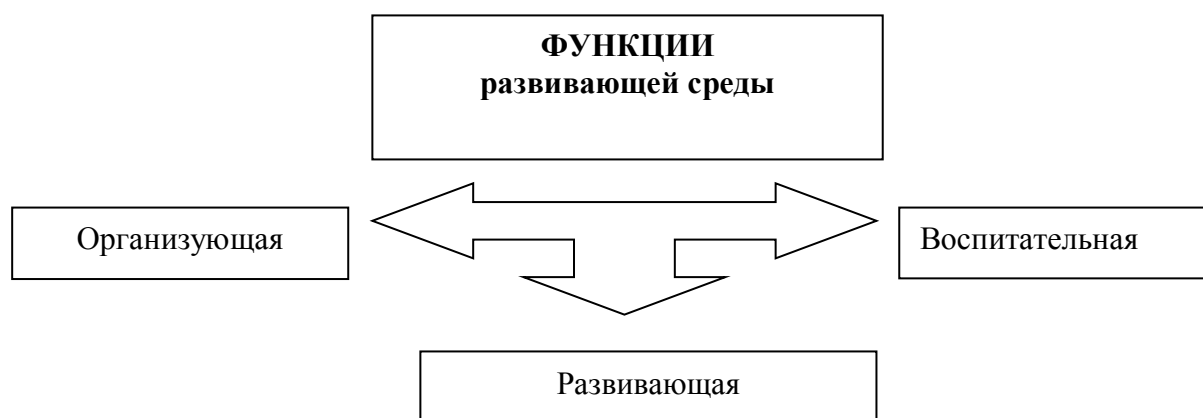 ФУНКЦИИ
развивающей среды
Организующая
Воспитательная
Развивающая